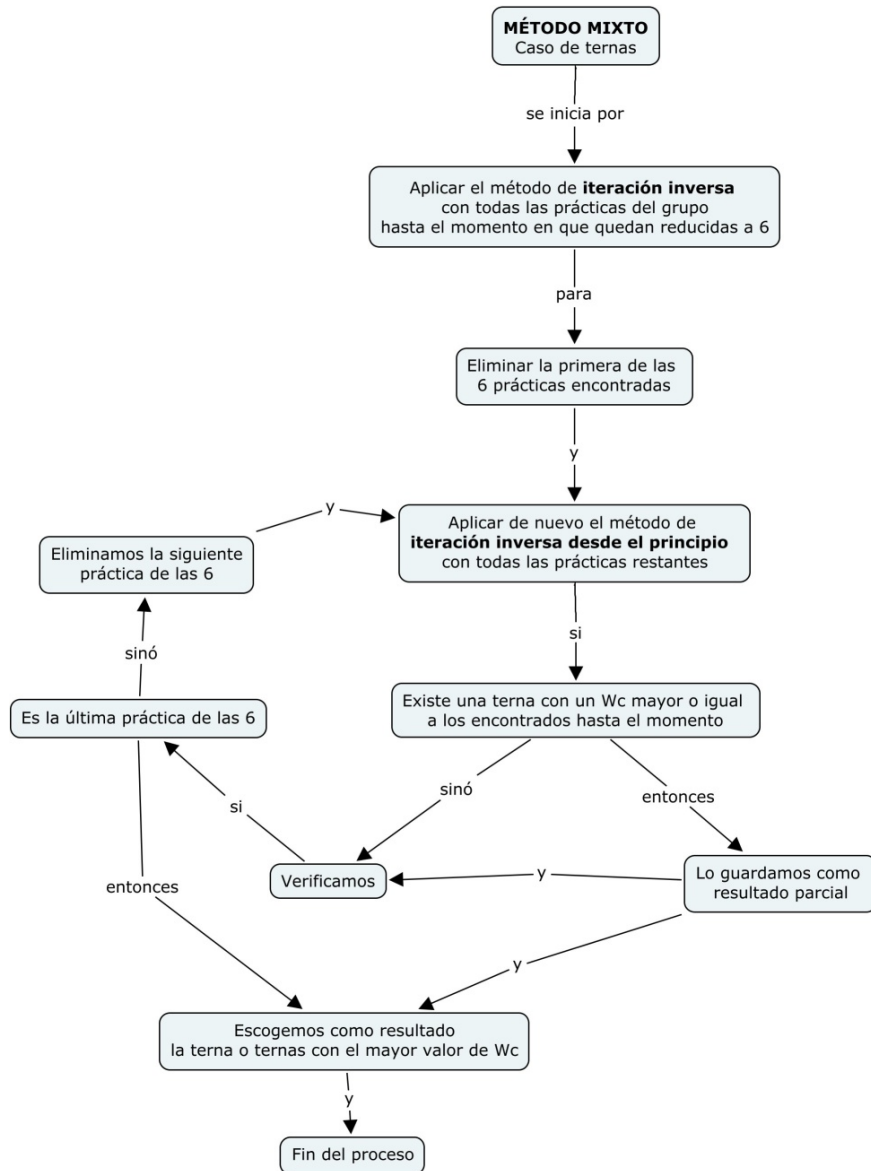 MÉTODO MIXTO
Caso de ternas
se inicia por
Aplicar el método de iteración inversa
con todas las prácticas del grupo
hasta el momento en que quedan reducidas a 6
para
Eliminar la primera de las
6 prácticas encontradas
y
Aplicar de nuevo el método de
iteración inversa desde el principio
con todas las prácticas restantes
y
Eliminamos la siguiente
práctica de las 6
si
sinó
Existe una terna con un Wc mayor o igual
a los encontrados hasta el momento
Es la última práctica de las 6
sinó
entonces
si
Verificamos
y
Lo guardamos como
resultado parcial
entonces
y
Escogemos como resultado
la terna o ternas con el mayor valor de Wc
y
Fin del proceso